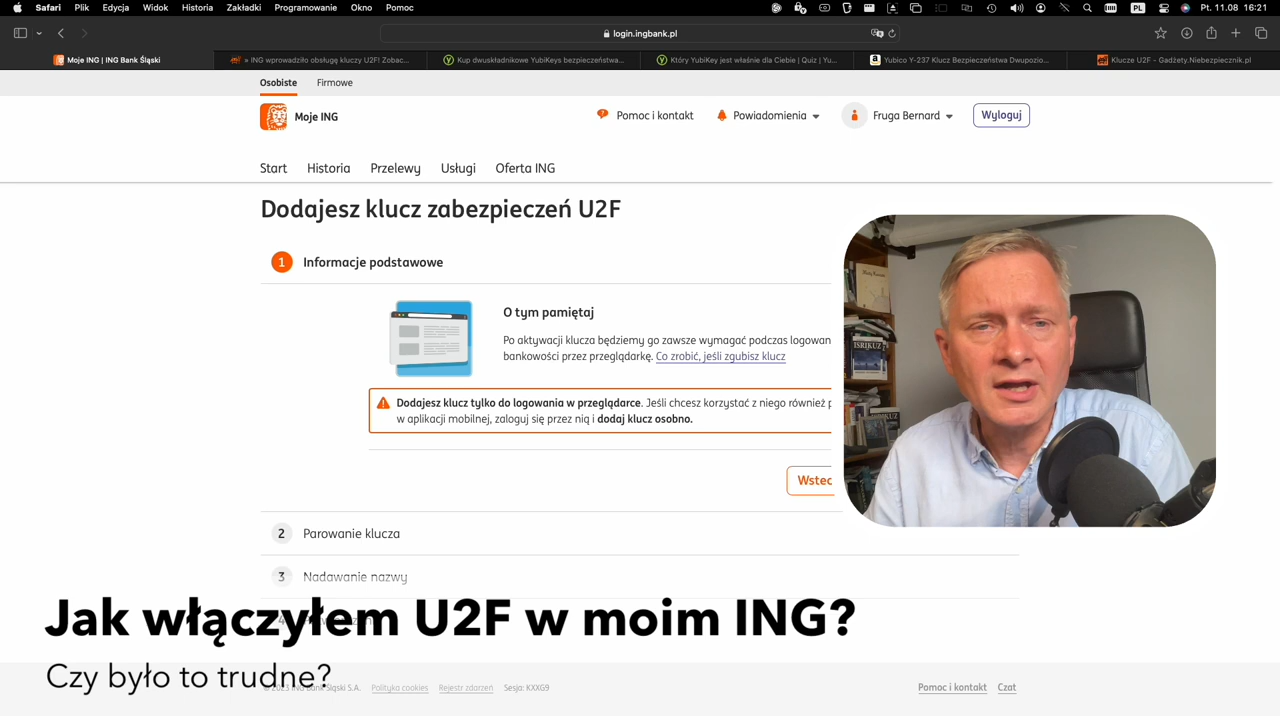 Safari Plik Edycja Widok Historia Zakładki Programowanie Okno Pomoc PL Pt. 11.08 16:21
login.ingbank.pl
Moje ING | ING Bank Śląski
» ING wprowadziło obsługę kluczy U2F! Zobac...
Kup dwuskładnikowe YubiKeys bezpieczeństwa...
Który YubiKey jest właśnie dla Ciebie | Quiz | Yu...
Yubico Y-237 Klucz Bezpieczeństwa Dwupozio...
Klucze U2F - Gadżety.Niebezpiecznik.pl
Osobiste Firmowe
Moje ING
Pomoc i kontakt Powiadomienia Fruga Bernard Wyloguj
Start Historia Przelewy Usługi Oferta ING
Dodajesz klucz zabezpieczeń U2F
1 Informacje podstawowe
O tym pamiętaj
Po aktywacji klucza będziemy go zawsze wymagać podczas logowan
bankowości przez przeglądarkę. Co zrobić, jeśli zgubisz klucz
Dodajesz klucz tylko do logowania w przeglądarce. Jeśli chcesz korzystać z niego również p
w aplikacji mobilnej, zaloguj się przez nią i dodaj klucz osobno.
Wstec
2 Parowanie klucza
3 Nadawanie nazwy
Jak włączyłem U2F w moim ING?
Czy było to trudne?
ING Bank Śląski S.A. Polityka cookies Rejestr zdarzeń Sesja: KXXG9
Pomoc i kontakt Czat